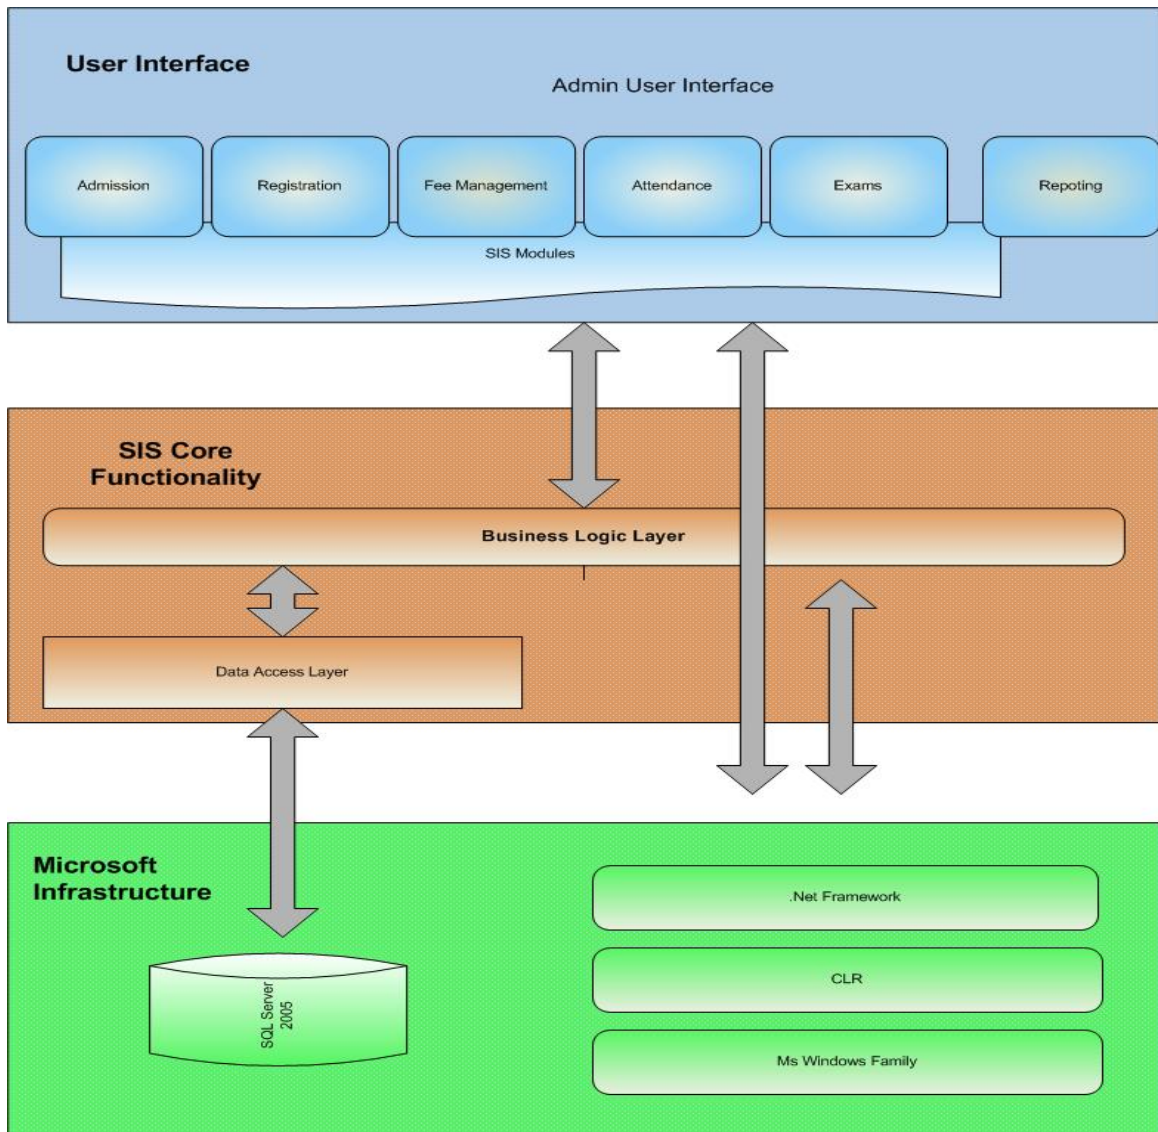 User Interface
Admin User Interface
Admission
Registration
Fee Management
Attendance
Exams
Repoting
SIS Modules
SIS Core
Functionality
Business Logic Layer
Data Access Layer
Microsoft
Infrastructure
.Net Framework
CLR
Ms Windows Family
SQL Server
2005